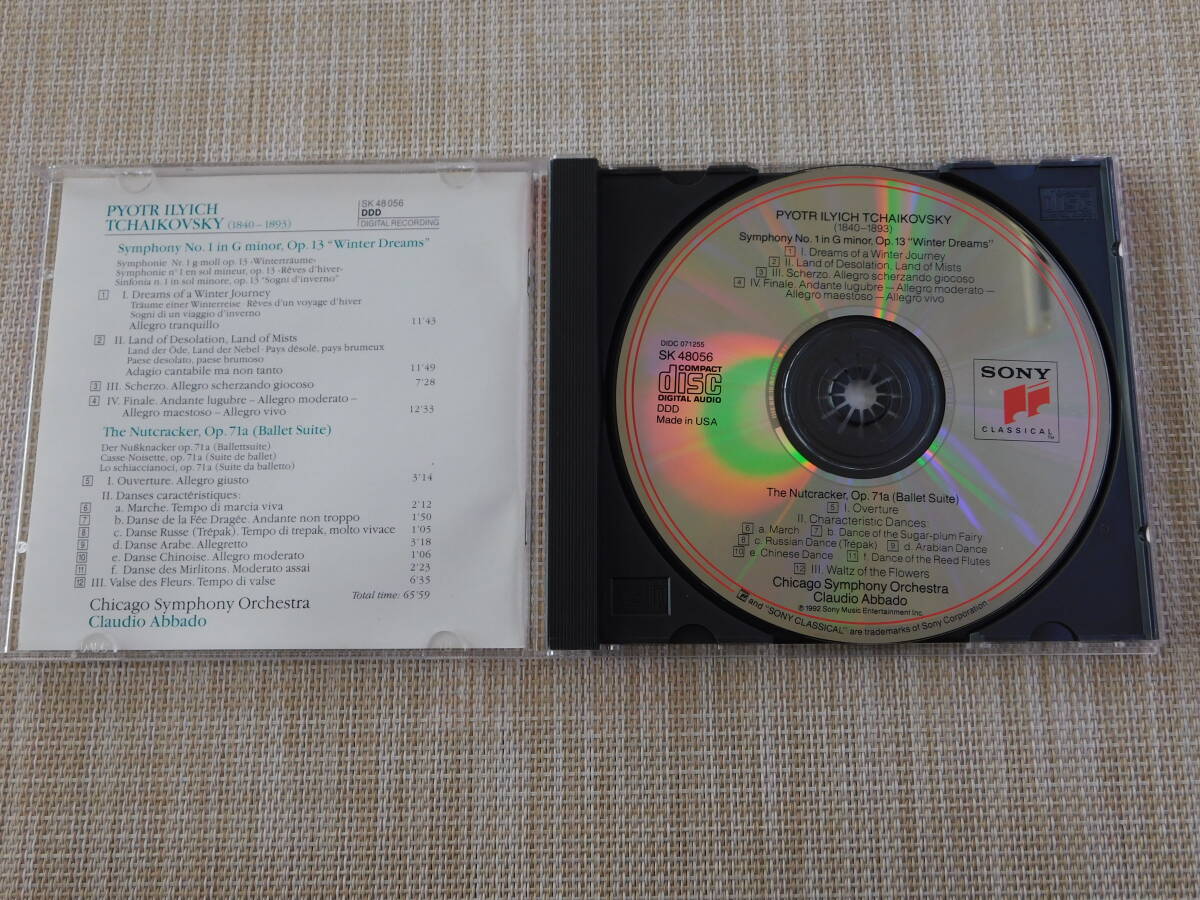 PYOTR ILYICH
TCHAIKOVSKY (1840–1893)
SK 48056
DDD
DIGITAL RECORDING
Symphony No. 1 in G minor, Op. 13 “Winter Dreams”
Symphonie Nr. 1 g-moll op. 13 ›Winterträume‹
Symphonie n° 1 en sol mineur, op. 13 ‹Rêves d'hiver›
Sinfonia n. 1 in sol minore, op. 13 “Sogni d'inverno”
1 I. Dreams of a Winter Journey
Träume einer Winterreise · Rêves d'un voyage d'hiver
Sogni di un viaggio d'inverno
Allegro tranquillo 11'43
2 II. Land of Desolation, Land of Mists
Land der Öde, Land der Nebel · Pays désolé, pays brumeux
Paese desolato, paese brumoso
Adagio cantabile ma non tanto 11'49
3 III. Scherzo. Allegro scherzando giocoso 7'28
4 IV. Finale. Andante lugubre – Allegro moderato –
Allegro maestoso – Allegro vivo 12'33
The Nutcracker, Op. 71a (Ballet Suite)
Der Nußknacker op. 71a (Ballettsuite)
Casse-Noisette, op. 71a (Suite de ballet)
Lo schiaccianoci, op. 71a (Suite da balletto)
5 I. Ouverture. Allegro giusto 3'14
II. Danses caractéristiques:
6 a. Marche. Tempo di marcia viva 2'12
7 b. Danse de la Fée Dragée. Andante non troppo 1'50
8 c. Danse Russe (Trépak). Tempo di trepak, molto vivace 1'05
9 d. Danse Arabe. Allegretto 3'18
10 e. Danse Chinoise. Allegro moderato 1'06
11 f. Danse des Mirlitons. Moderato assai 2'23
12 III. Valse des Fleurs. Tempo di valse 6'35
Total time: 65'59
Chicago Symphony Orchestra
Claudio Abbado
PYOTR ILYICH TCHAIKOVSKY
(1840–1893)
Symphony No. 1 in G minor, Op. 13 “Winter Dreams”
1 I. Dreams of a Winter Journey
2 II. Land of Desolation, Land of Mists
3 III. Scherzo. Allegro scherzando giocoso
4 IV. Finale. Andante lugubre – Allegro moderato –
Allegro maestoso – Allegro vivo
DIDC 071255
SK 48056
COMPACT
disc
DIGITAL AUDIO
DDD
Made in USA
SONY
CLASSICAL™
The Nutcracker, Op. 71a (Ballet Suite)
5 I. Overture
II. Characteristic Dances:
6 a. March 7 b. Dance of the Sugar-plum Fairy
8 c. Russian Dance (Trepak) 9 d. Arabian Dance
10 e. Chinese Dance 11 f. Dance of the Reed Flutes
12 III. Waltz of the Flowers
Chicago Symphony Orchestra
Claudio Abbado
℗ 1992 Sony Music Entertainment Inc.
and “SONY CLASSICAL” are trademarks of Sony Corporation